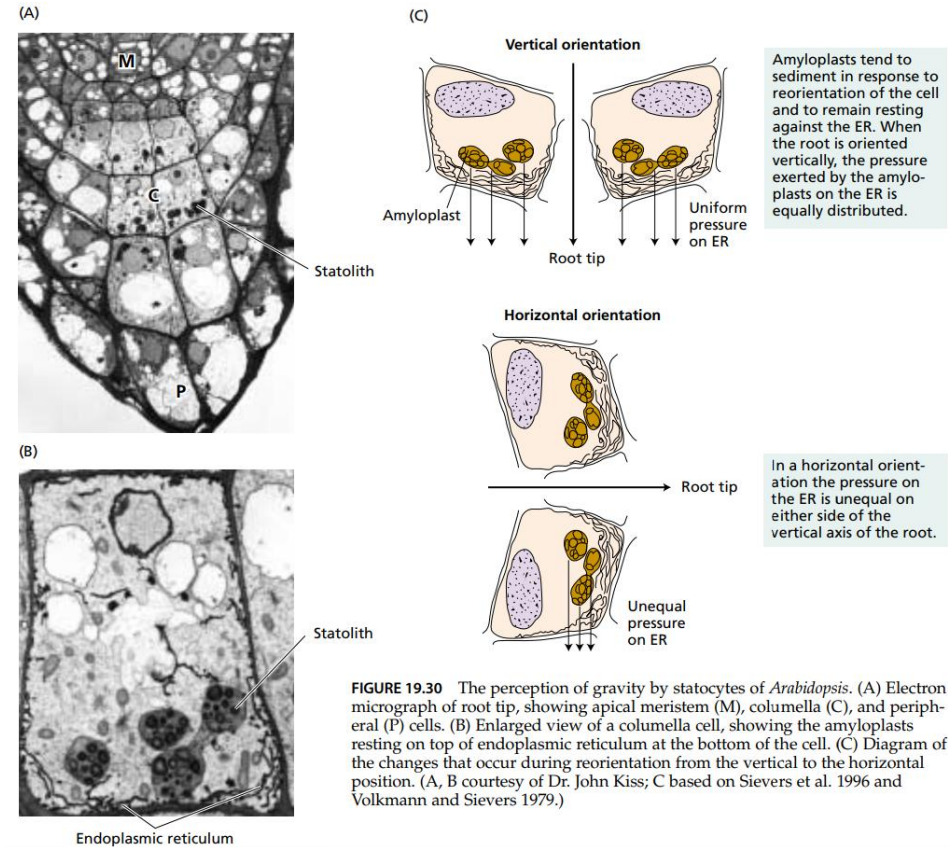 (A)
M
C
Statolith
P
(B)
Statolith
Endoplasmic reticulum
(C)
Vertical orientation
Amyloplast
Uniform
pressure
on ER
Root tip
Amyloplasts tend to
sediment in response to
reorientation of the cell
and to remain resting
against the ER. When
the root is oriented
vertically, the pressure
exerted by the amylo-
plasts on the ER is
equally distributed.
Horizontal orientation
Root tip
Unequal
pressure
on ER
In a horizontal orient-
ation the pressure on
the ER is unequal on
either side of the
vertical axis of the root.
FIGURE 19.30 The perception of gravity by statocytes of Arabidopsis. (A) Electron
micrograph of root tip, showing apical meristem (M), columella (C), and periph-
eral (P) cells. (B) Enlarged view of a columella cell, showing the amyloplasts
resting on top of endoplasmic reticulum at the bottom of the cell. (C) Diagram of
the changes that occur during reorientation from the vertical to the horizontal
position. (A, B courtesy of Dr. John Kiss; C based on Sievers et al. 1996 and
Volkmann and Sievers 1979.)